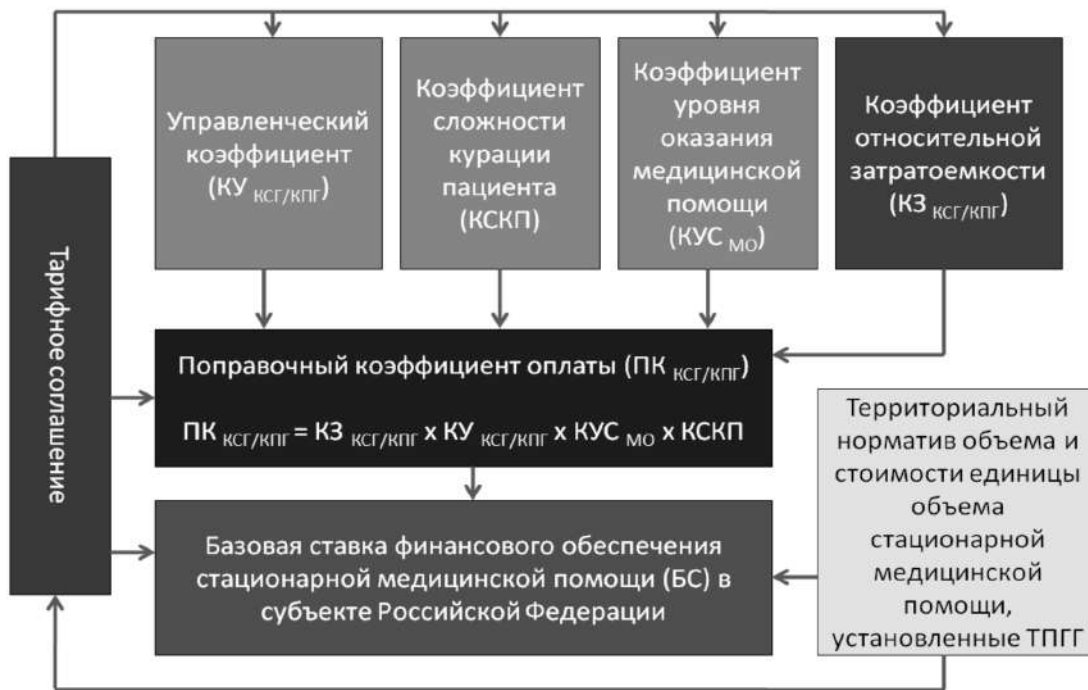 Тарифное соглашение
Управленческий
коэффициент
(КУ КСГ/КПГ)
Коэффициент
сложности
курации
пациента
(КСКП)
Коэффициент
уровня
оказания
медицинской
помощи
(КУС МО)
Коэффициент
относительной
затратоемкости
(КЗ КСГ/КПГ)
Поправочный коэффициент оплаты (ПК КСГ/КПГ)
ПК КСГ/КПГ = КЗ КСГ/КПГ х КУ КСГ/КПГ х КУС МО х КСКП
Базовая ставка финансового обеспечения
стационарной медицинской помощи (БС) в
субъекте Российской Федерации
Территориальный
норматив объема и
стоимости единицы
объема
стационарной
медицинской
помощи,
установленные ТПГГ